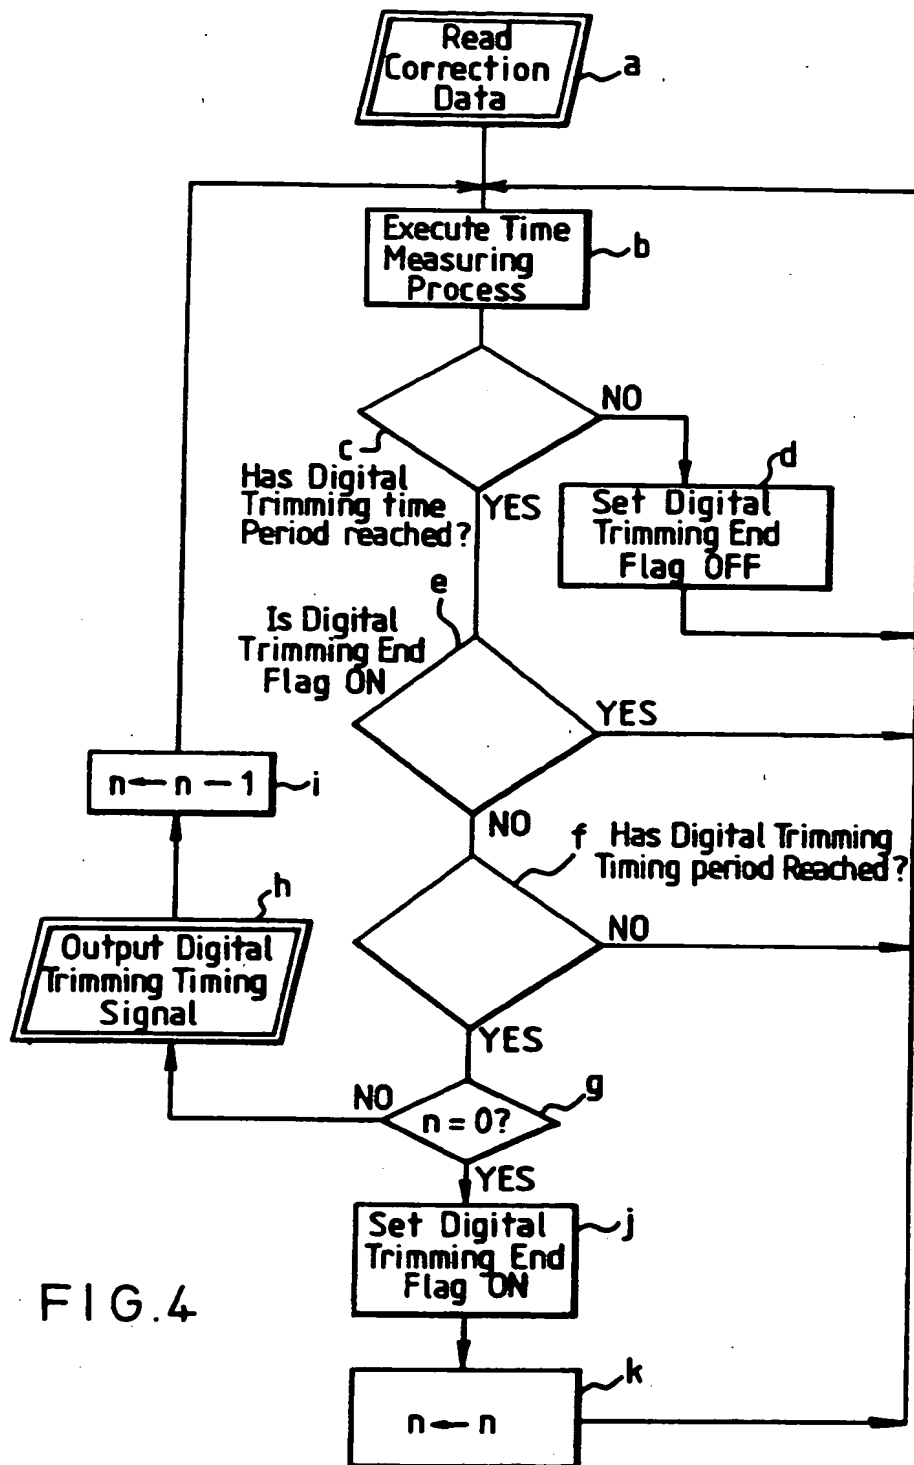 Read
Correction
Data
a
Execute Time
Measuring
Process
b
NO
c
Has Digital
Trimming time
Period reached?
YES
d
Set Digital
Trimming End
Flag OFF
e
Is Digital
Trimming End
Flag ON
YES
n ← n − 1
i
NO
f
Has Digital Trimming
Timing period Reached?
h
Output Digital
Trimming Timing
Signal
NO
YES
NO
n = 0?
g
YES
Set Digital
Trimming End
Flag ON
j
FIG.4
k
n ← n